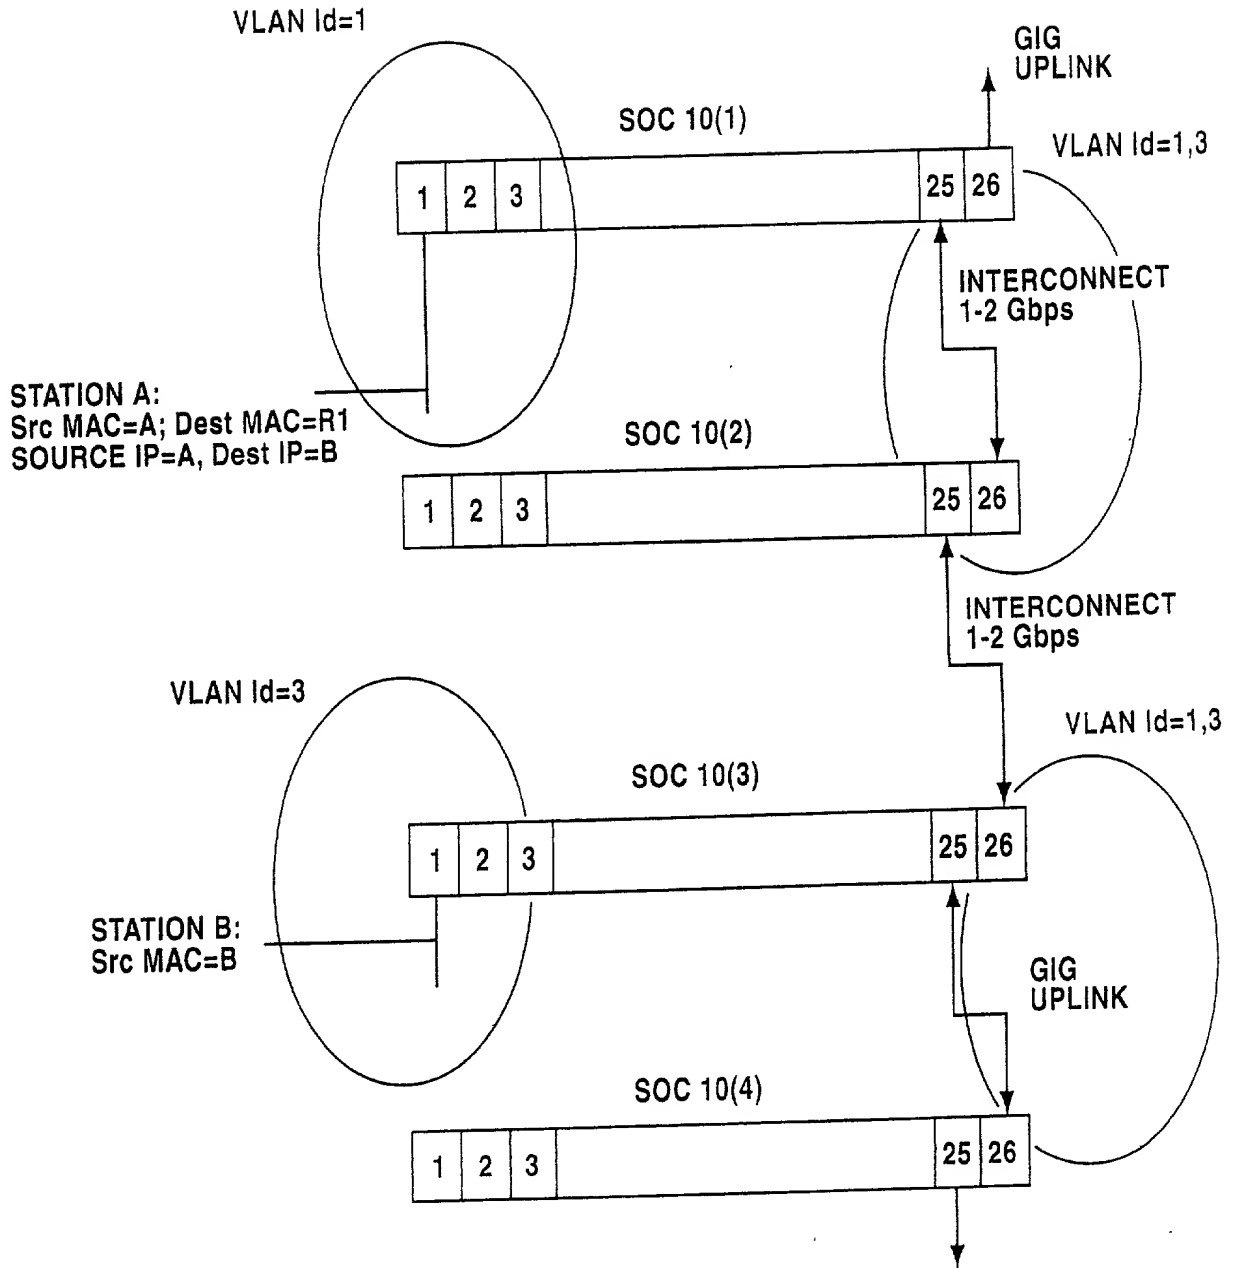 VLAN Id=1
GIG
UPLINK
SOC 10(1)
VLAN Id=1,3
1 2 3 25 26
INTERCONNECT
1-2 Gbps
STATION A:
Src MAC=A; Dest MAC=R1
SOURCE IP=A, Dest IP=B
SOC 10(2)
1 2 3 25 26
INTERCONNECT
1-2 Gbps
VLAN Id=3
VLAN Id=1,3
SOC 10(3)
1 2 3 25 26
STATION B:
Src MAC=B
GIG
UPLINK
SOC 10(4)
1 2 3 25 26